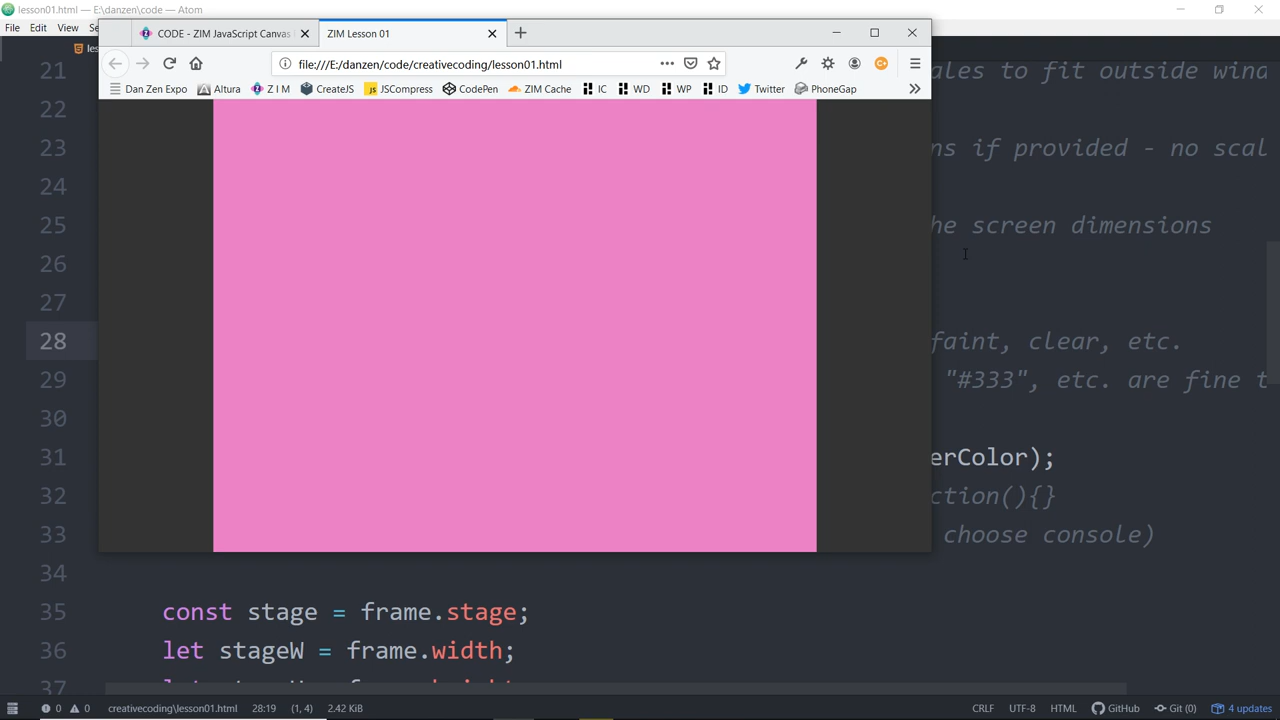 lesson01.html — E:\danzen\code — Atom
File Edit View Se
CODE - ZIM JavaScript Canvas
ZIM Lesson 01
file:///E:/danzen/code/creativecoding/lesson01.html
Dan Zen Expo Altura Z I M CreateJS JSCompress CodePen ZIM Cache IC WD WP ID Twitter PhoneGap
les
21 ales to fit outside wind
22
23 ns if provided - no scal
24
25 he screen dimensions
26
27
28 faint, clear, etc.
29 "#333", etc. are fine t
30
31 erColor);
32 ction(){}
33 choose console)
34
35 const stage = frame.stage;
36 let stageW = frame.width;
37
0 0 creativecoding\lesson01.html 28:19 (1, 4) 2.42 KiB CRLF UTF-8 HTML GitHub Git (0) 4 updates